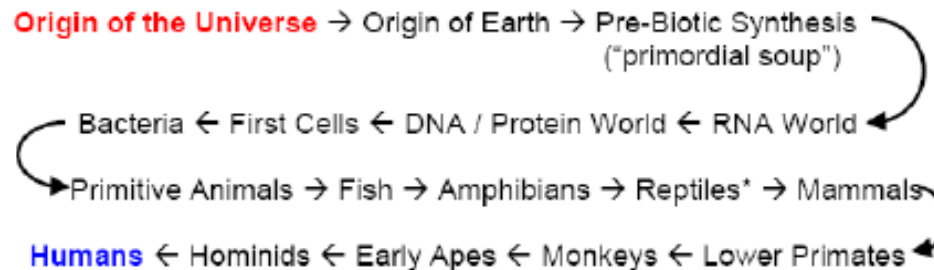 Origin of the Universe → Origin of Earth → Pre-Biotic Synthesis
("primordial soup")
Bacteria ← First Cells ← DNA / Protein World ← RNA World
Primitive Animals → Fish → Amphibians → Reptiles* → Mammals
Humans ← Hominids ← Early Apes ← Monkeys ← Lower Primates